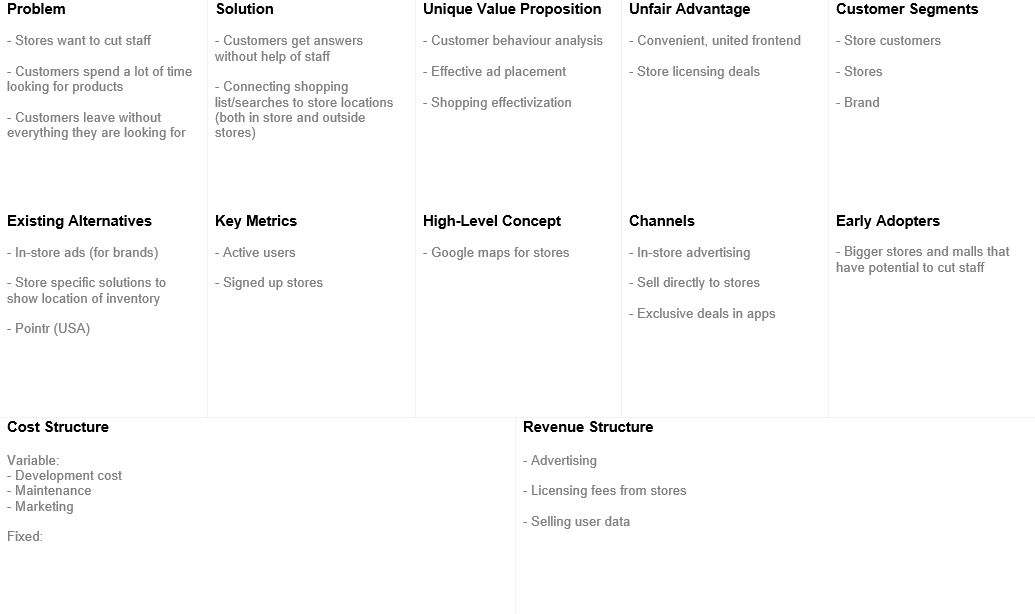 Problem
- Stores want to cut staff
- Customers spend a lot of time
looking for products
- Customers leave without
everything they are looking for
Solution
- Customers get answers
without help of staff
- Connecting shopping
list/searches to store locations
(both in store and outside
stores)
Unique Value Proposition
- Customer behaviour analysis
- Effective ad placement
- Shopping effectivization
Unfair Advantage
- Convenient, united frontend
- Store licensing deals
Customer Segments
- Store customers
- Stores
- Brand
Existing Alternatives
- In-store ads (for brands)
- Store specific solutions to
show location of inventory
- Pointr (USA)
Key Metrics
- Active users
- Signed up stores
High-Level Concept
- Google maps for stores
Channels
- In-store advertising
- Sell directly to stores
- Exclusive deals in apps
Early Adopters
- Bigger stores and malls that
have potential to cut staff
Cost Structure
Variable:
- Development cost
- Maintenance
- Marketing
Fixed:
Revenue Structure
- Advertising
- Licensing fees from stores
- Selling user data